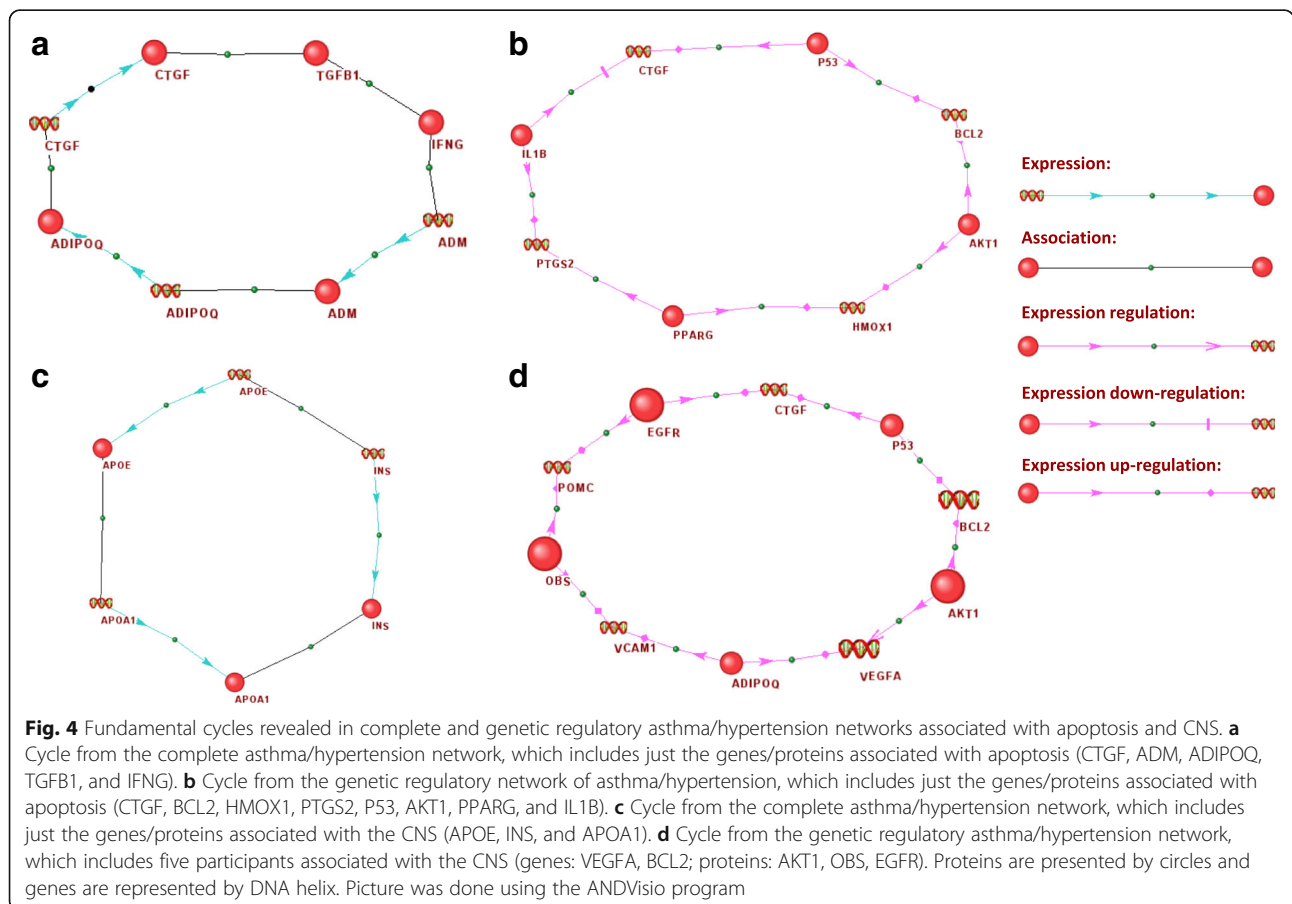 a
CTGF
TGFB1
IFNG
CTGF
ADIPOQ
ADM
ADIPOQ
ADM
b
P53
CTGF
BCL2
IL1B
AKT1
PTGS2
HMOX1
PPARG
Expression:
Association:
Expression regulation:
Expression down-regulation:
Expression up-regulation:
c
APOE
APOE
INS
APOA1
INS
APOA1
d
EGFR
CTGF
P53
POMC
BCL2
OBS
AKT1
VCAM1
ADIPOQ
VEGFA
Fig. 4 Fundamental cycles revealed in complete and genetic regulatory asthma/hypertension networks associated with apoptosis and CNS. a
Cycle from the complete asthma/hypertension network, which includes just the genes/proteins associated with apoptosis (CTGF, ADM, ADIPOQ,
TGFB1, and IFNG). b Cycle from the genetic regulatory network of asthma/hypertension, which includes just the genes/proteins associated with
apoptosis (CTGF, BCL2, HMOX1, PTGS2, P53, AKT1, PPARG, and IL1B). c Cycle from the complete asthma/hypertension network, which includes
just the genes/proteins associated with the CNS (APOE, INS, and APOA1). d Cycle from the genetic regulatory asthma/hypertension network,
which includes five participants associated with the CNS (genes: VEGFA, BCL2; proteins: AKT1, OBS, EGFR). Proteins are presented by circles and
genes are represented by DNA helix. Picture was done using the ANDVisio program